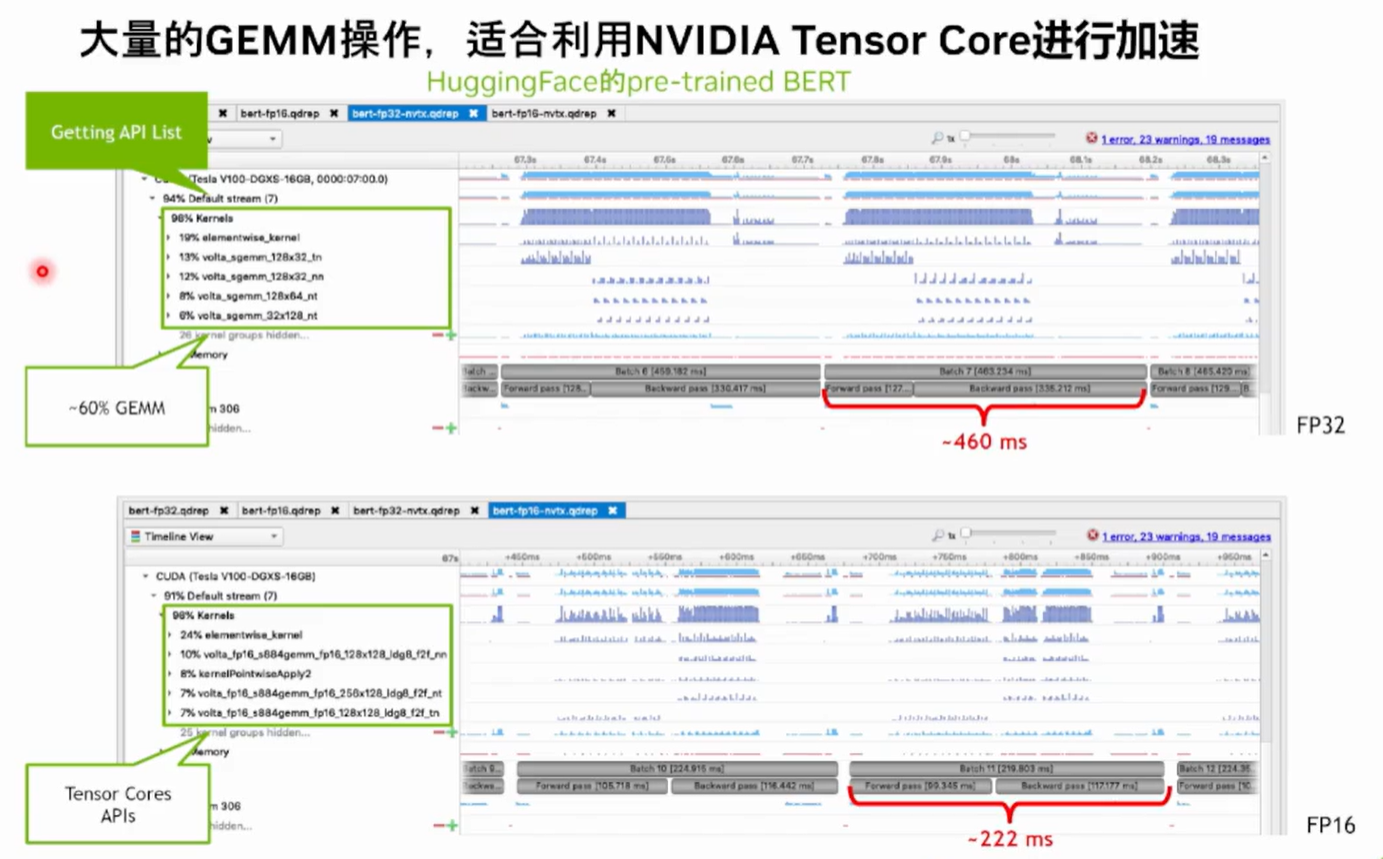 大量的GEMM操作，适合利用NVIDIA Tensor Core进行加速
HuggingFace的pre-trained BERT
Getting API List
bert-fp16.qdrep
bert-fp32-nvtx.qdrep
bert-fp16-nvtx.qdrep
1x
1 error, 23 warnings, 19 messages
67.3s 67.4s 67.5s 67.6s 67.7s 67.8s 67.9s 68s 68.1s 68.2s 68.3s
(Tesla V100-DGXS-16GB, 0000:07:00.0)
94% Default stream (7)
98% Kernels
19% elementwise_kernel
13% volta_sgemm_128x32_tn
12% volta_sgemm_128x32_nn
8% volta_sgemm_128x64_nt
6% volta_sgemm_32x128_nt
26 kernel groups hidden...
Memory
Batch 6 [459.182 ms]
Batch 7 [463.234 ms]
Batch 8 [465.420 ms]
Forward pass [128...]
Backward pass [330.417 ms]
Forward pass [127...]
Backward pass [335.212 ms]
Forward pass [129...]
~60% GEMM
306
hidden...
~460 ms
FP32
bert-fp32.qdrep
bert-fp16.qdrep
bert-fp32-nvtx.qdrep
bert-fp16-nvtx.qdrep
Timeline View
1x
1 error, 23 warnings, 19 messages
67s
+450ms +500ms +550ms +600ms +650ms +700ms +750ms +800ms +850ms +900ms +950ms
CUDA (Tesla V100-DGXS-16GB)
91% Default stream (7)
98% Kernels
24% elementwise_kernel
10% volta_fp16_s884gemm_fp16_128x128_ldg8_f2f_nn
8% kernelPointwiseApply2
7% volta_fp16_s884gemm_fp16_256x128_ldg8_f2f_nt
7% volta_fp16_s884gemm_fp16_128x128_ldg8_f2f_tn
25 kernel groups hidden...
Memory
Batch 10 [224.915 ms]
Batch 11 [219.803 ms]
Batch 12 [224.35...
Forward pass [105.718 ms]
Backward pass [116.442 ms]
Forward pass [99.345 ms]
Backward pass [117.177 ms]
Forward pass [10...
Tensor Cores
APIs
306
hidden...
~222 ms
FP16